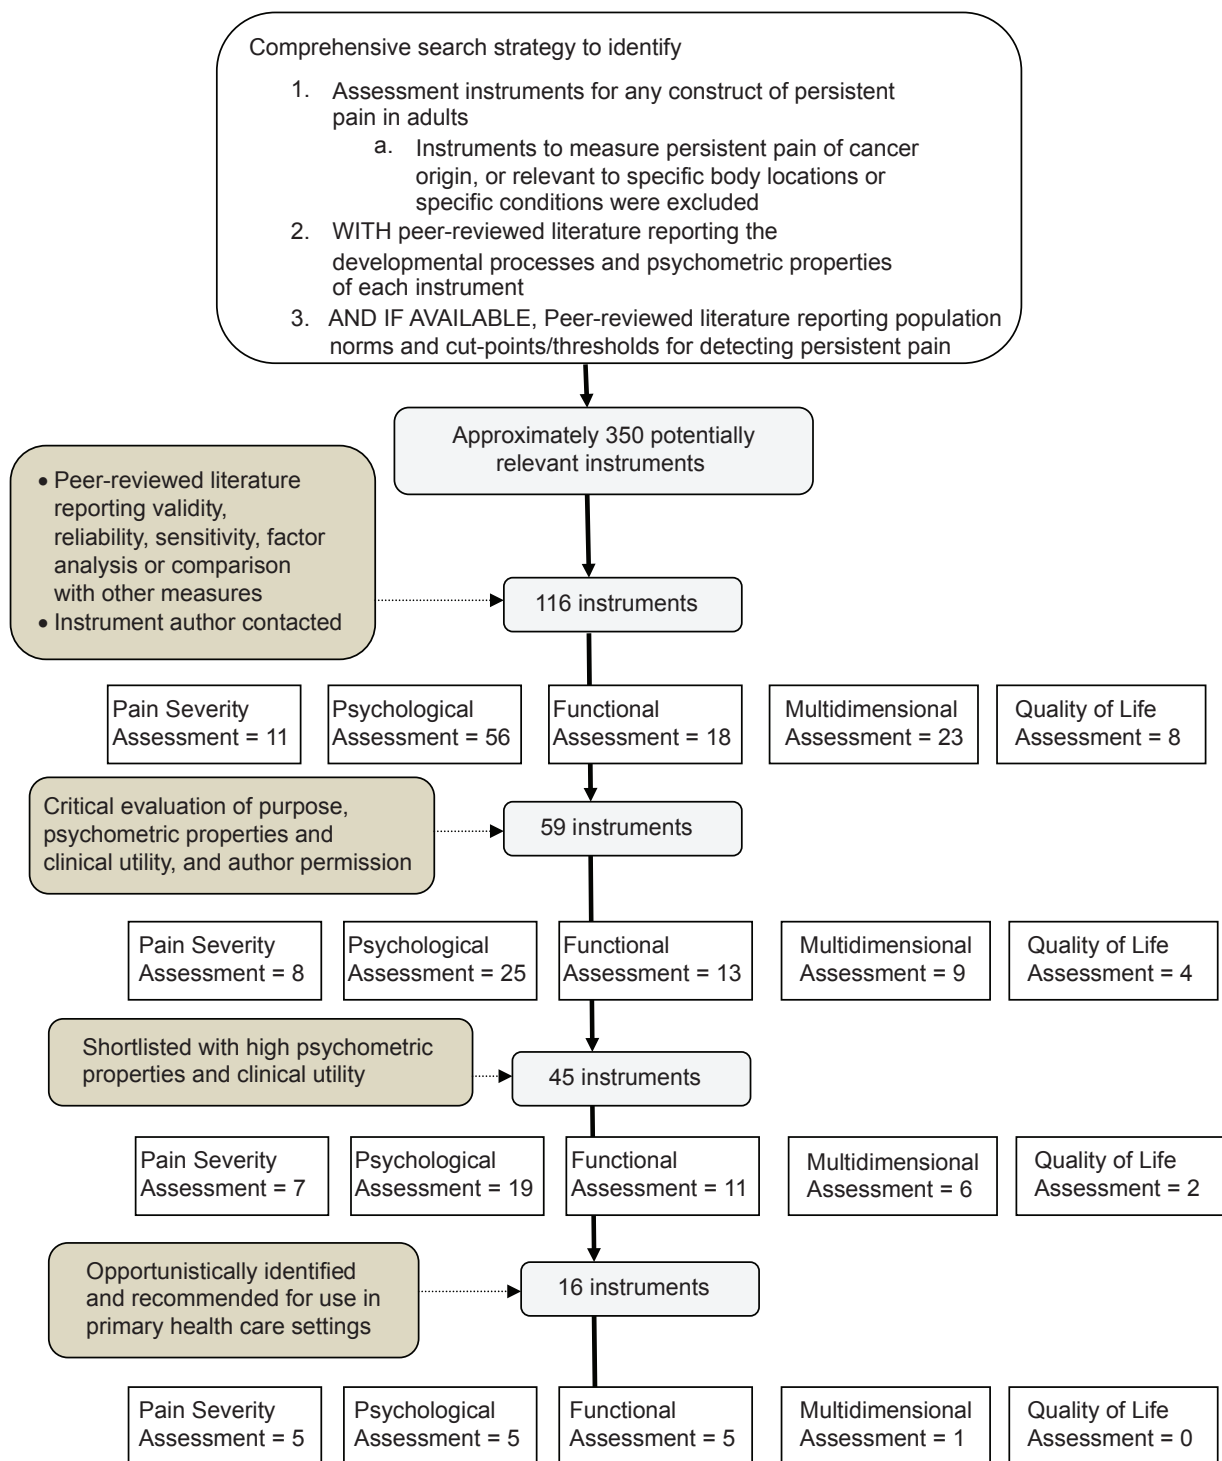 Comprehensive search strategy to identify
1. Assessment instruments for any construct of persistent
pain in adults
a. Instruments to measure persistent pain of cancer
origin, or relevant to specific body locations or
specific conditions were excluded
2. WITH peer-reviewed literature reporting the
developmental processes and psychometric properties
of each instrument
3. AND IF AVAILABLE, Peer-reviewed literature reporting population
norms and cut-points/thresholds for detecting persistent pain
Approximately 350 potentially
relevant instruments
• Peer-reviewed literature
reporting validity,
reliability, sensitivity, factor
analysis or comparison
with other measures
• Instrument author contacted
116 instruments
Pain Severity
Assessment = 11
Psychological
Assessment = 56
Functional
Assessment = 18
Multidimensional
Assessment = 23
Quality of Life
Assessment = 8
Critical evaluation of purpose,
psychometric properties and
clinical utility, and author permission
59 instruments
Pain Severity
Assessment = 8
Psychological
Assessment = 25
Functional
Assessment = 13
Multidimensional
Assessment = 9
Quality of Life
Assessment = 4
Shortlisted with high psychometric
properties and clinical utility
45 instruments
Pain Severity
Assessment = 7
Psychological
Assessment = 19
Functional
Assessment = 11
Multidimensional
Assessment = 6
Quality of Life
Assessment = 2
Opportunistically identified
and recommended for use in
primary health care settings
16 instruments
Pain Severity
Assessment = 5
Psychological
Assessment = 5
Functional
Assessment = 5
Multidimensional
Assessment = 1
Quality of Life
Assessment = 0